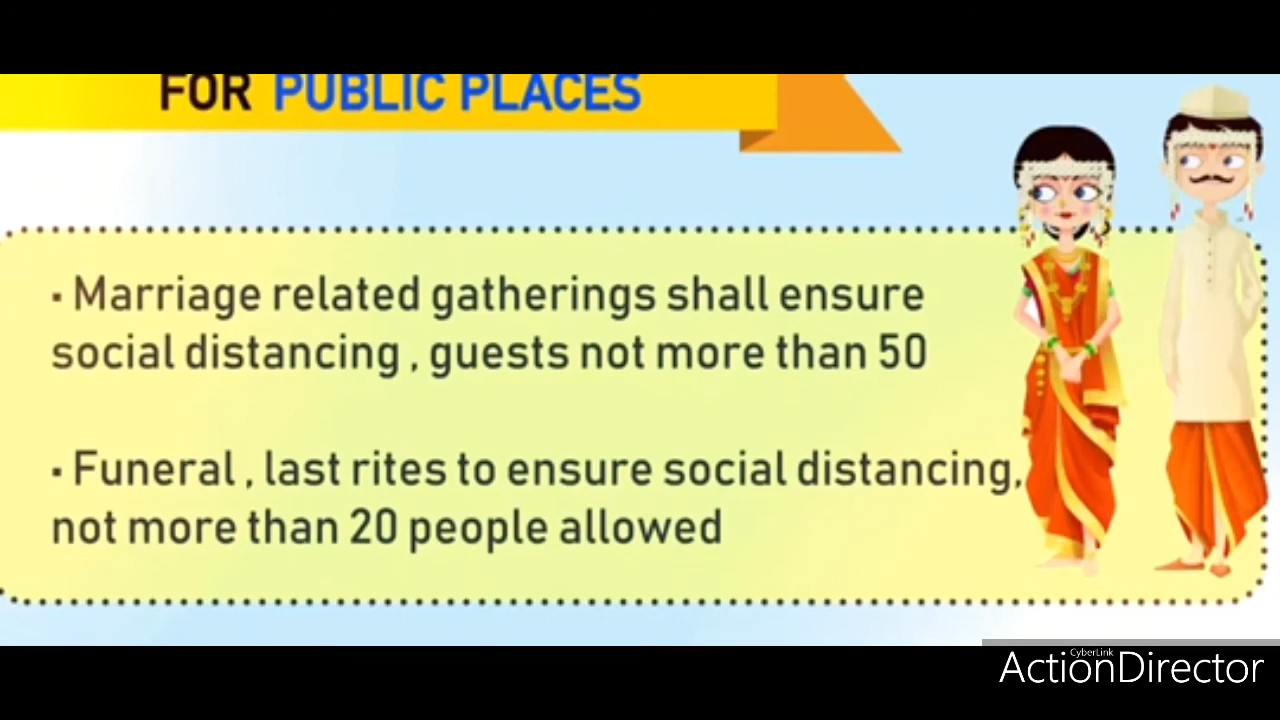 FOR PUBLIC PLACES
▪ Marriage related gatherings shall ensure
social distancing , guests not more than 50
▪ Funeral , last rites to ensure social distancing,
not more than 20 people allowed
CyberLink
ActionDirector